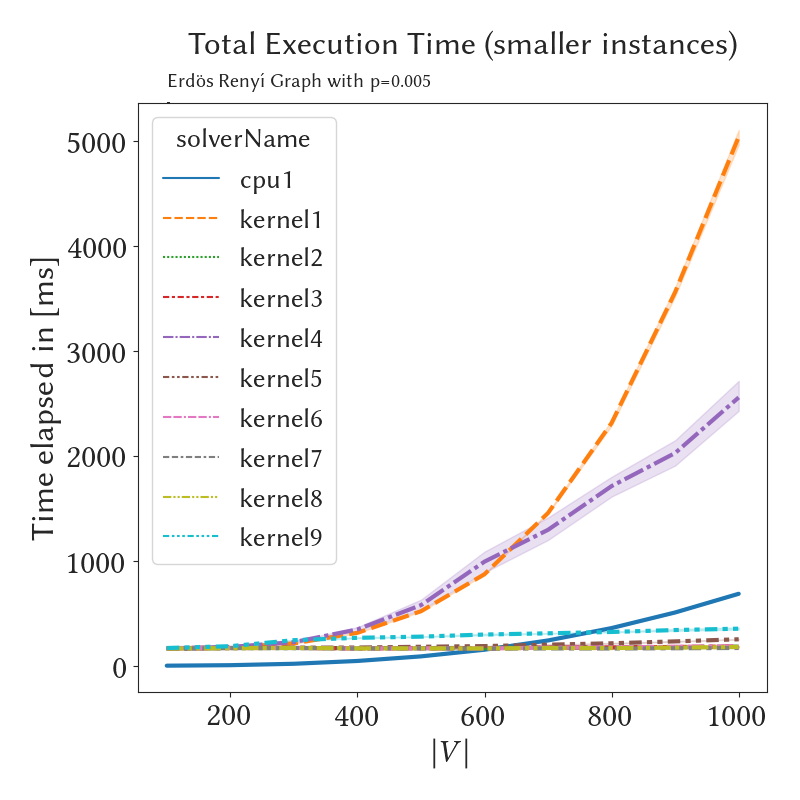 Total Execution Time (smaller instances)
Erdös Renyí Graph with p=0.005
solverName
cpu1
kernel1
kernel2
kernel3
kernel4
kernel5
kernel6
kernel7
kernel8
kernel9
Time elapsed in [ms]
5000
4000
3000
2000
1000
0
200 400 600 800 1000
|V|